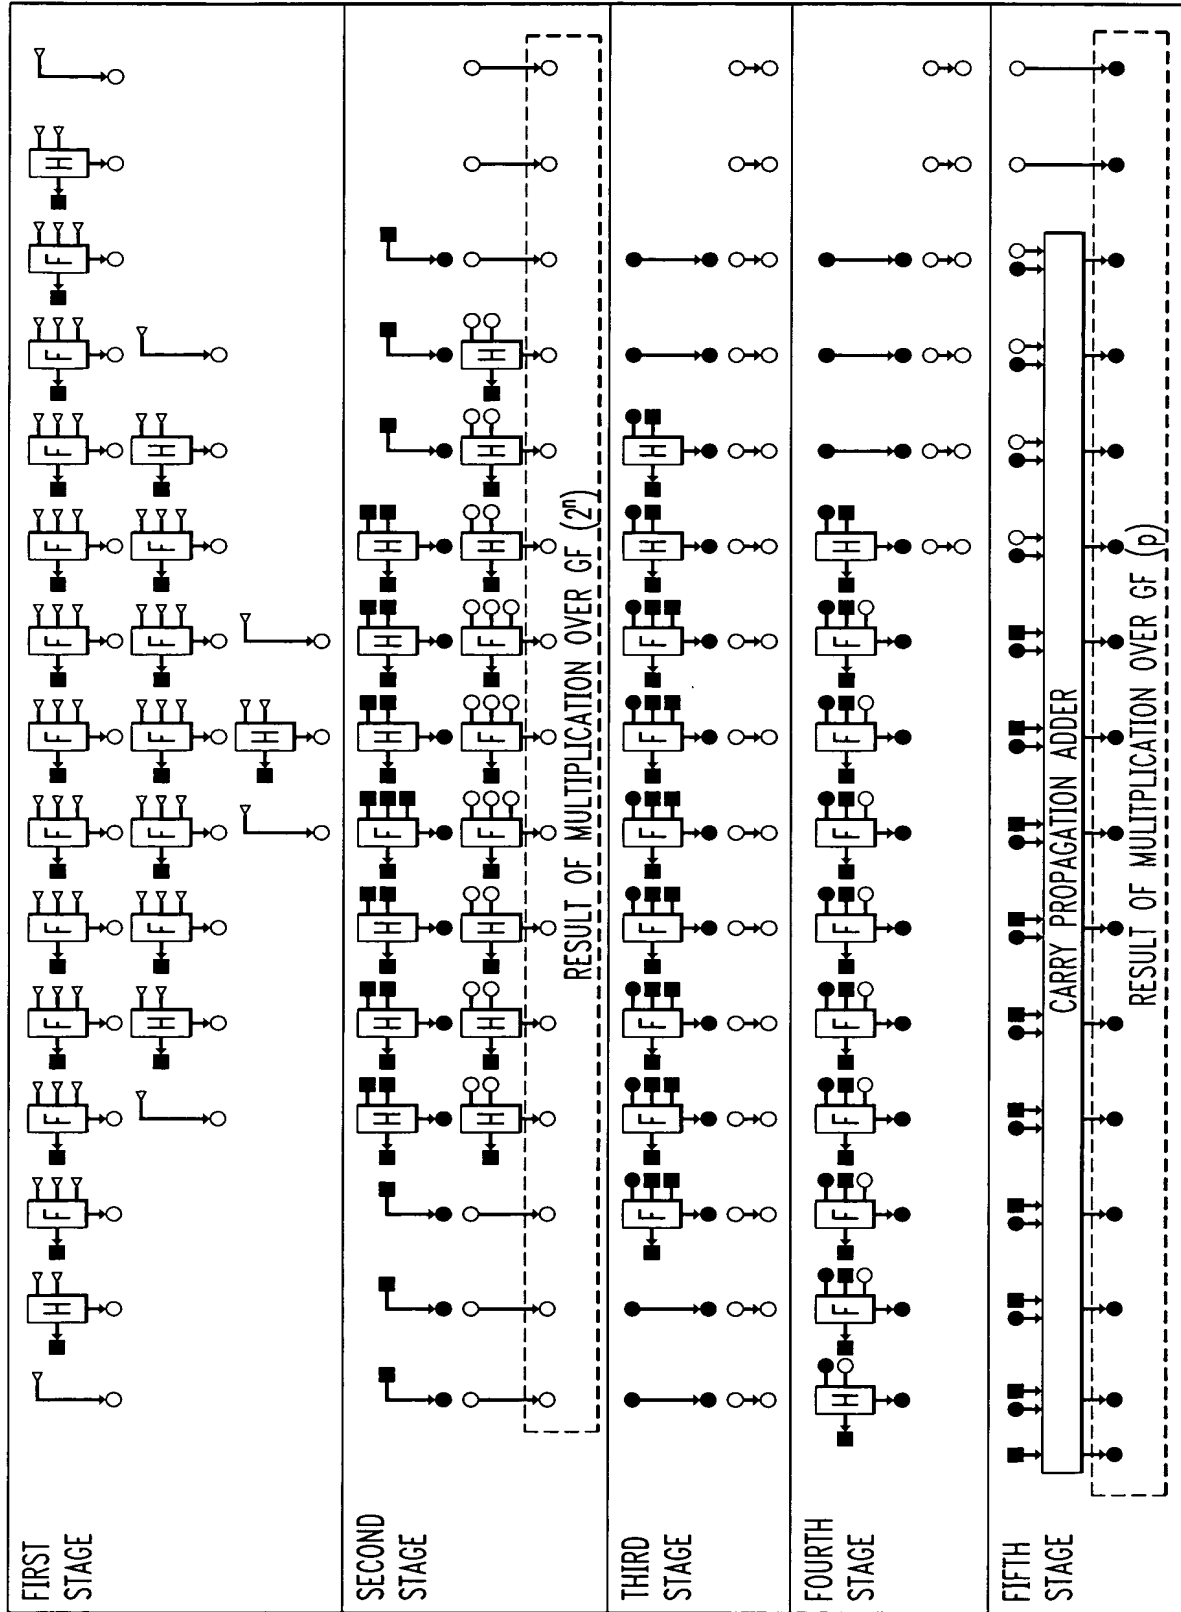 FIRST
STAGE
H F F F F F F F F F F F H
H F F F F F H
H
SECOND
STAGE
H H H F H H H
H H H F F F H H H
RESULT OF MULTIPLICATION OVER GF (2ⁿ)
THIRD
STAGE
F F F F F F F H H
FOURTH
STAGE
H F F F F F F F F H
FIFTH
STAGE
CARRY PROPAGATION ADDER
RESULT OF MULITPLICATION OVER GF (p)